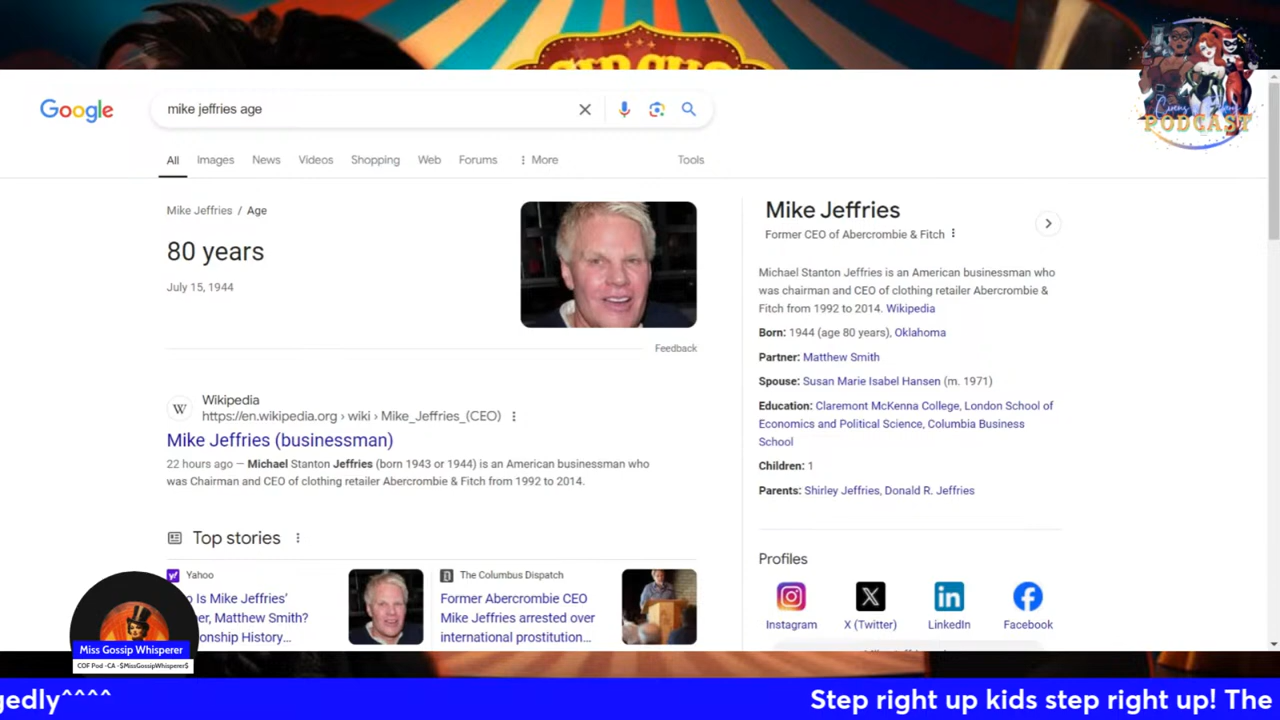 CIRCUS
PODCAST
Google
mike jeffries age
All Images News Videos Shopping Web Forums More Tools
Mike Jeffries / Age
80 years
July 15, 1944
Feedback
Wikipedia
https://en.wikipedia.org › wiki › Mike_Jeffries_(CEO)
Mike Jeffries (businessman)
22 hours ago — Michael Stanton Jeffries (born 1943 or 1944) is an American businessman who
was Chairman and CEO of clothing retailer Abercrombie & Fitch from 1992 to 2014.
Top stories
Yahoo
o Is Mike Jeffries'
er, Matthew Smith?
onship History...
The Columbus Dispatch
Former Abercrombie CEO
Mike Jeffries arrested over
international prostitution...
Mike Jeffries
Former CEO of Abercrombie & Fitch
Michael Stanton Jeffries is an American businessman who
was chairman and CEO of clothing retailer Abercrombie &
Fitch from 1992 to 2014. Wikipedia
Born: 1944 (age 80 years), Oklahoma
Partner: Matthew Smith
Spouse: Susan Marie Isabel Hansen (m. 1971)
Education: Claremont McKenna College, London School of
Economics and Political Science, Columbia Business
School
Children: 1
Parents: Shirley Jeffries, Donald R. Jeffries
Profiles
Instagram X (Twitter) LinkedIn Facebook
Miss Gossip Whisperer
COF Pod -CA -$MissGossipWhisperer$
gedly^^^^ Step right up kids step right up! The